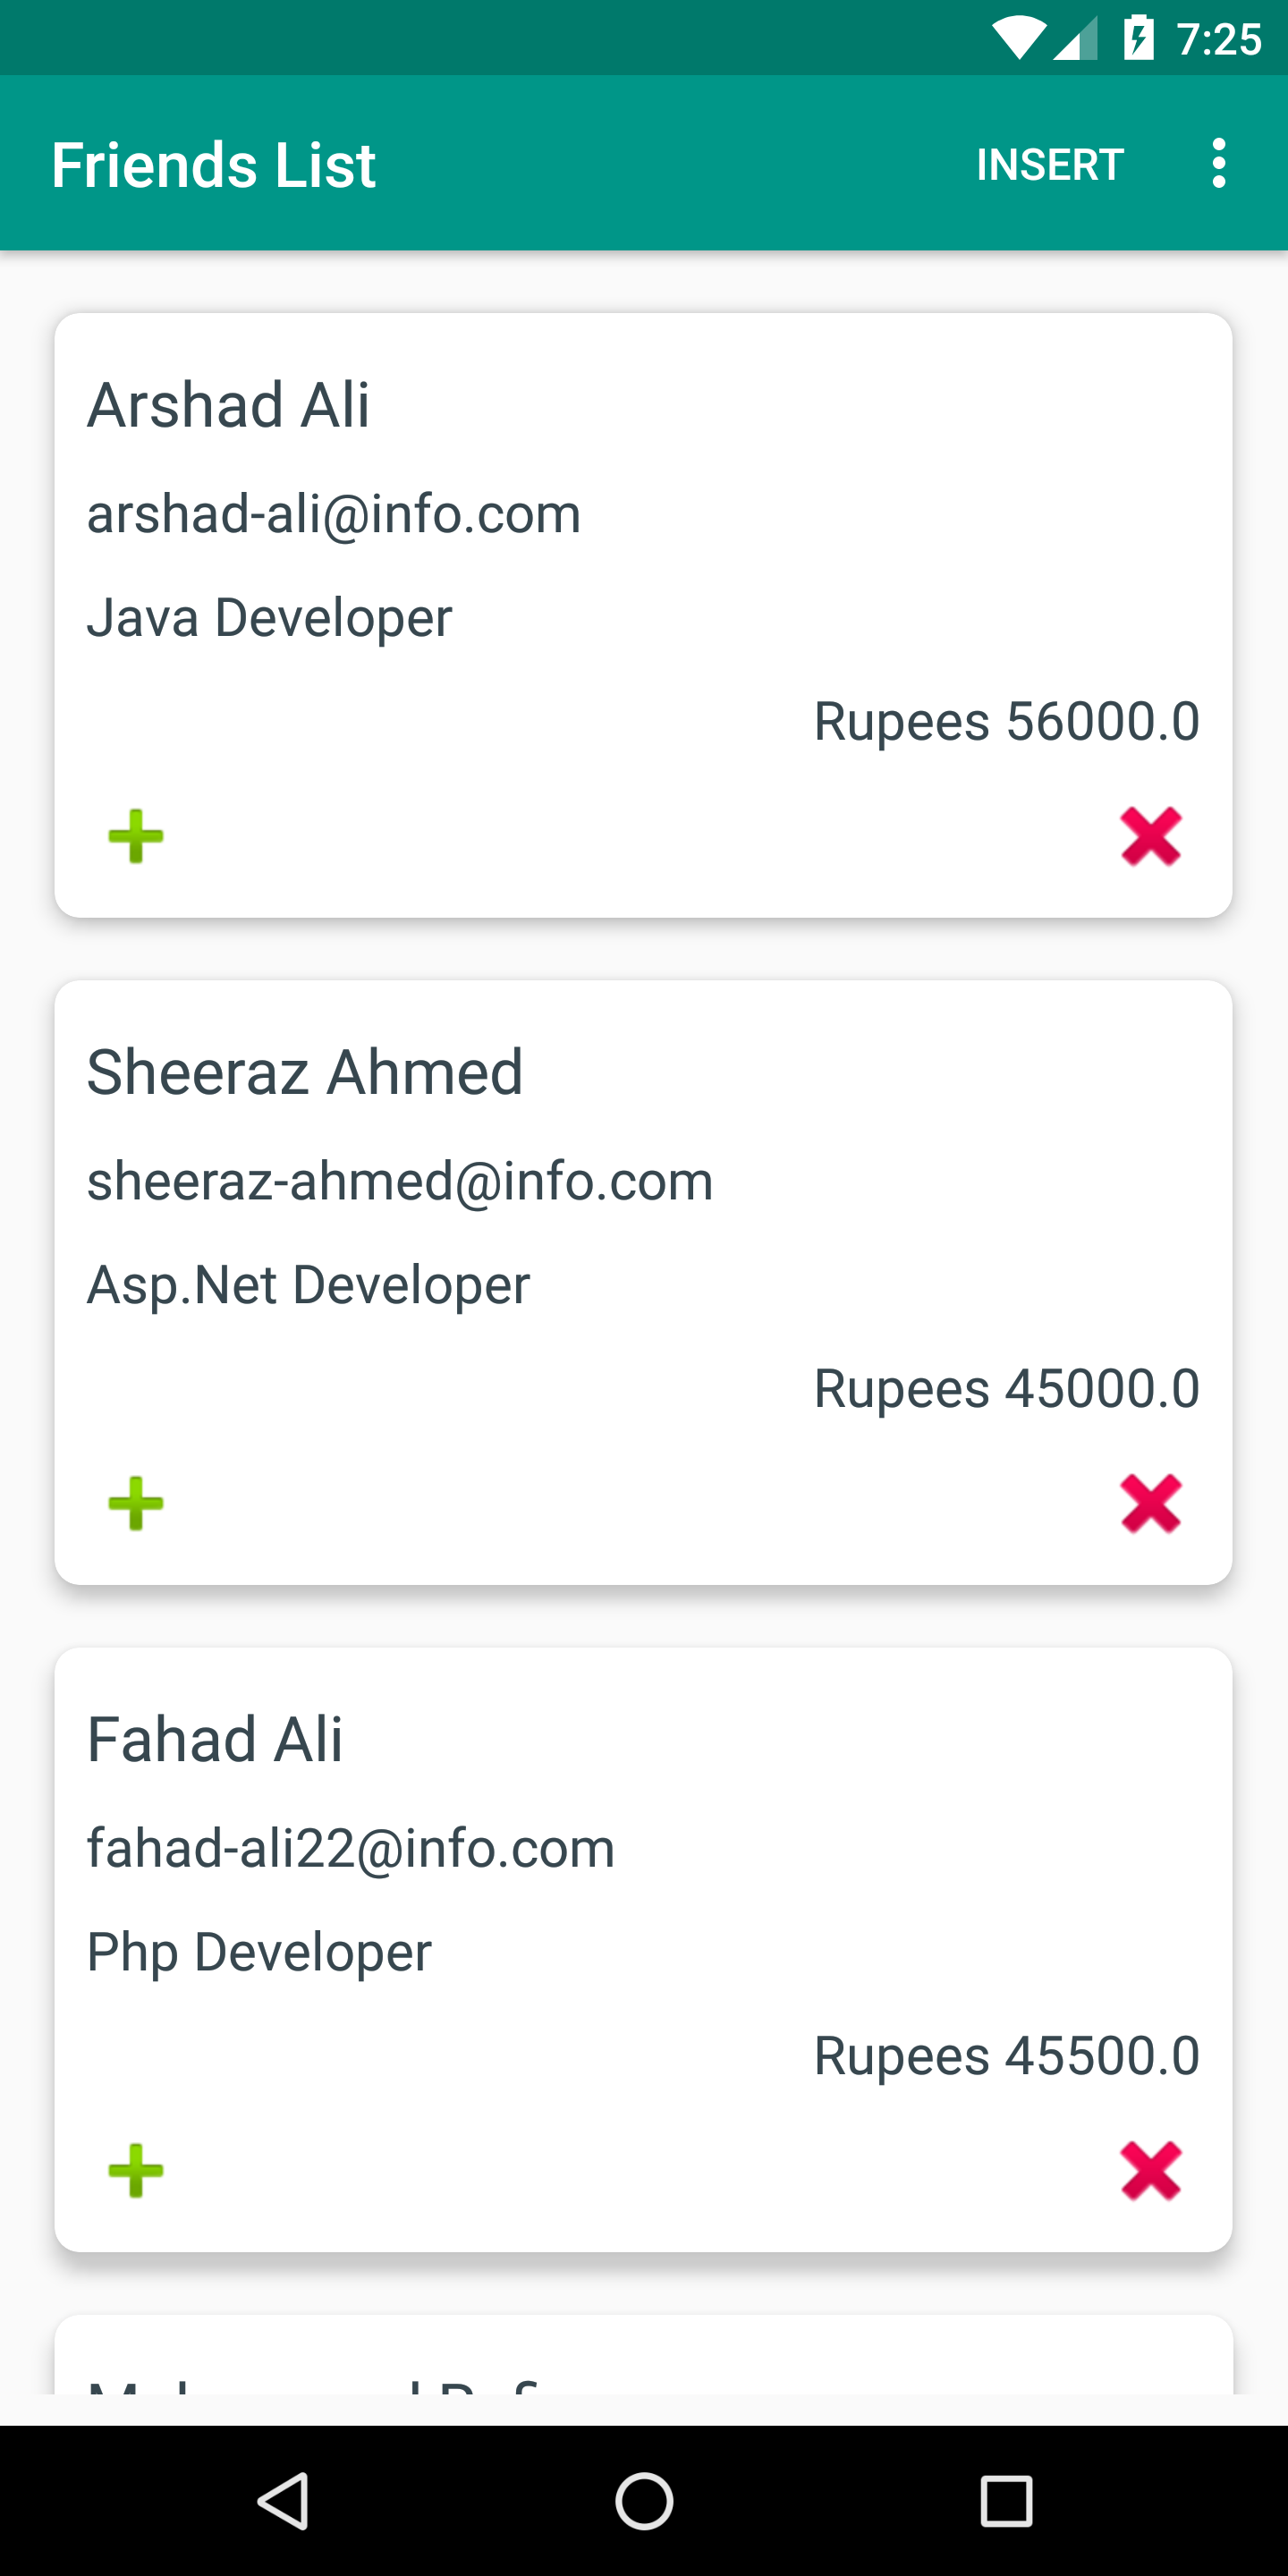 7:25
Friends List
INSERT
Arshad Ali
arshad-ali@info.com
Java Developer
Rupees 56000.0
Sheeraz Ahmed
sheeraz-ahmed@info.com
Asp.Net Developer
Rupees 45000.0
Fahad Ali
fahad-ali22@info.com
Php Developer
Rupees 45500.0